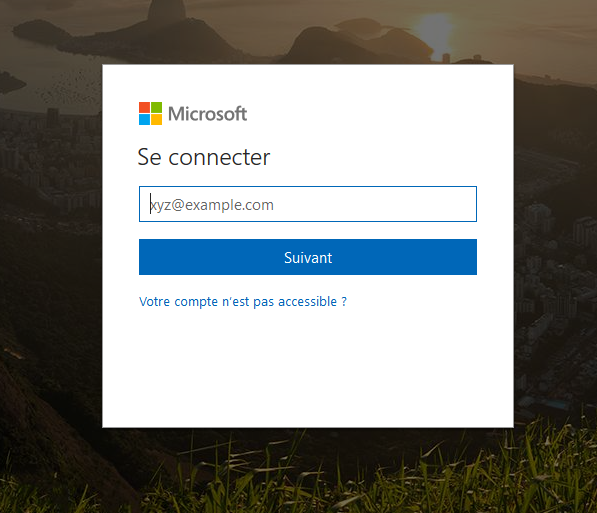 Microsoft
Se connecter
xyz@example.com
Suivant
Votre compte n'est pas accessible ?